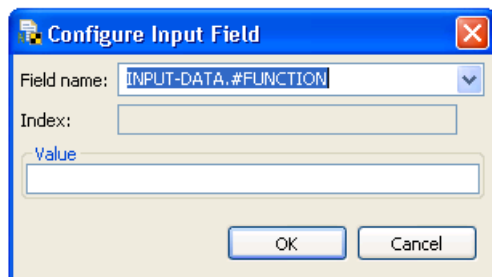 Configure Input Field
Field name: INPUT-DATA.#FUNCTION
Index:
Value
OK Cancel